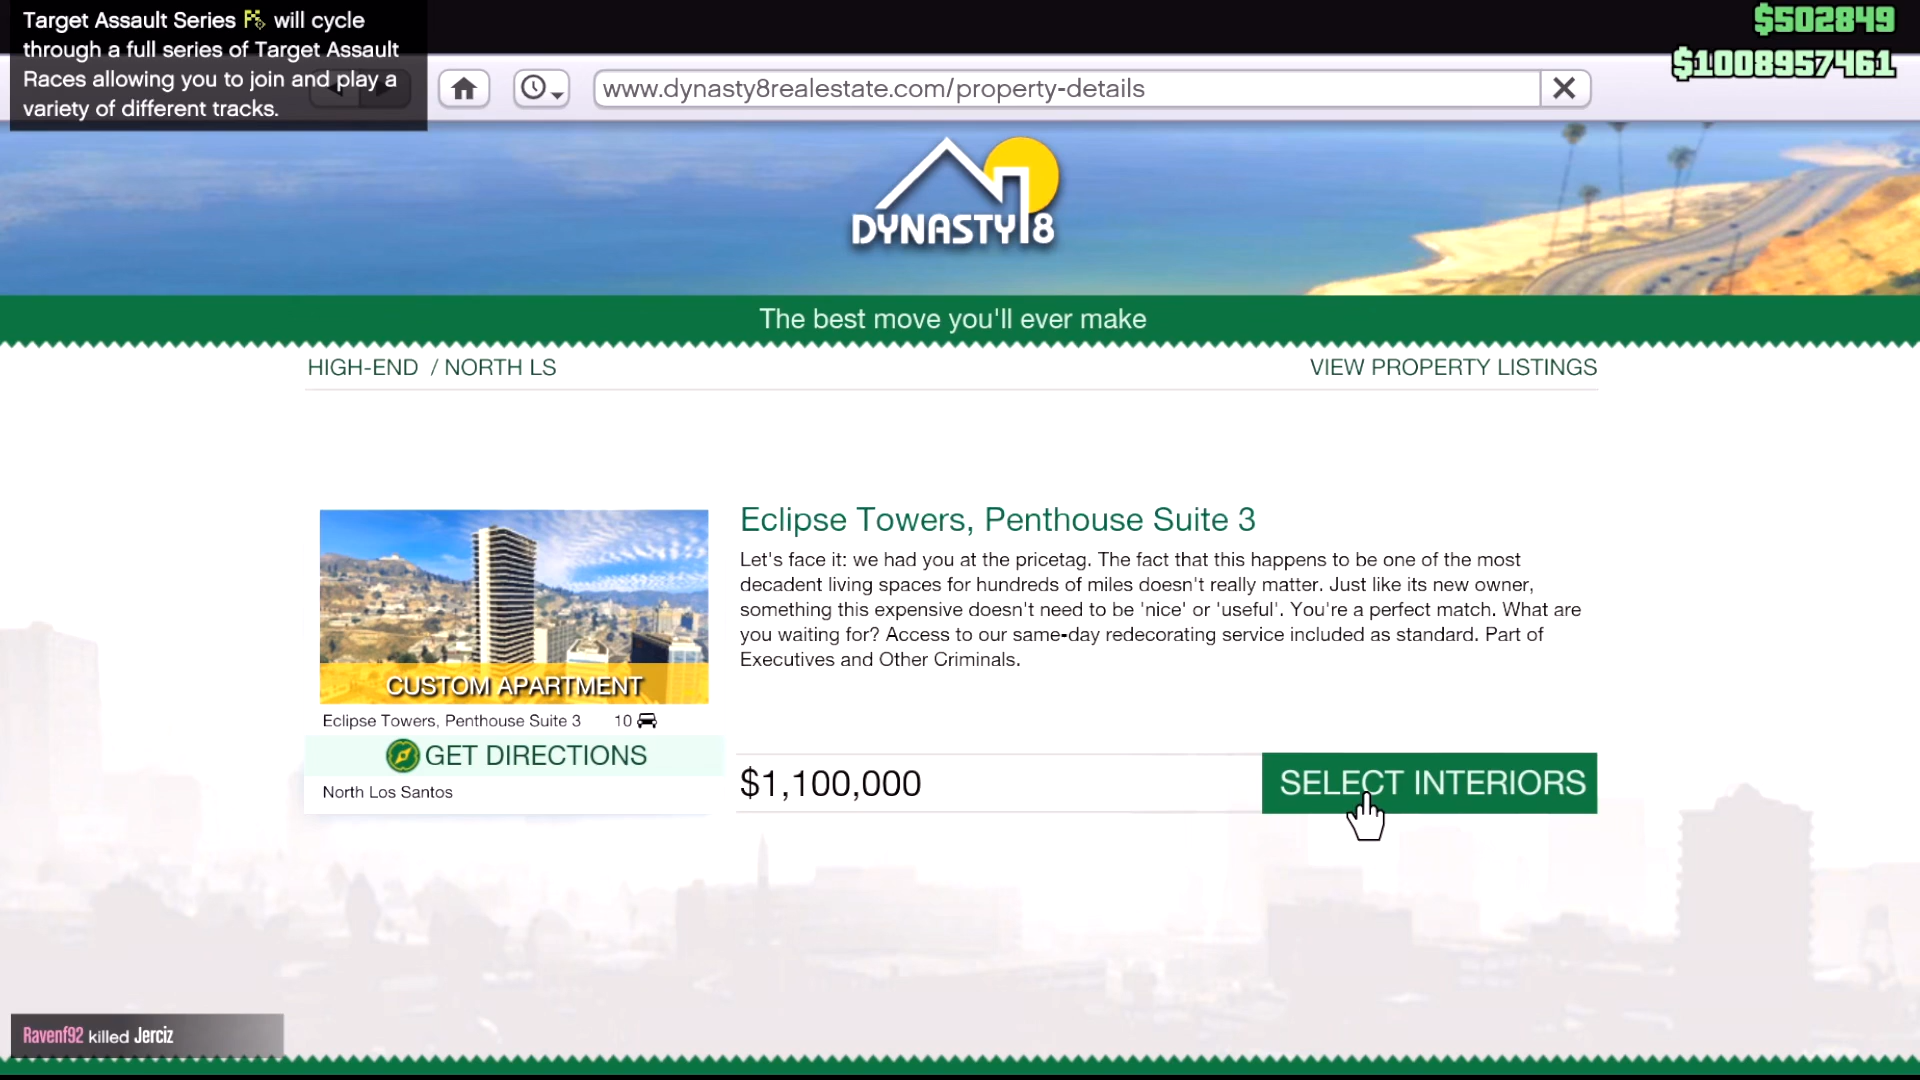 Target Assault Series will cycle
through a full series of Target Assault
Races allowing you to join and play a
variety of different tracks.
$502849
$1008957461
www.dynasty8realestate.com/property-details
DYNASTY 8
The best move you'll ever make
HIGH-END / NORTH LS
VIEW PROPERTY LISTINGS
Eclipse Towers, Penthouse Suite 3
Let's face it: we had you at the pricetag. The fact that this happens to be one of the most
decadent living spaces for hundreds of miles doesn't really matter. Just like its new owner,
something this expensive doesn't need to be 'nice' or 'useful'. You're a perfect match. What are
you waiting for? Access to our same-day redecorating service included as standard. Part of
Executives and Other Criminals.
CUSTOM APARTMENT
Eclipse Towers, Penthouse Suite 3 10
GET DIRECTIONS
North Los Santos
$1,100,000
SELECT INTERIORS
Ravenf92 killed Jerciz